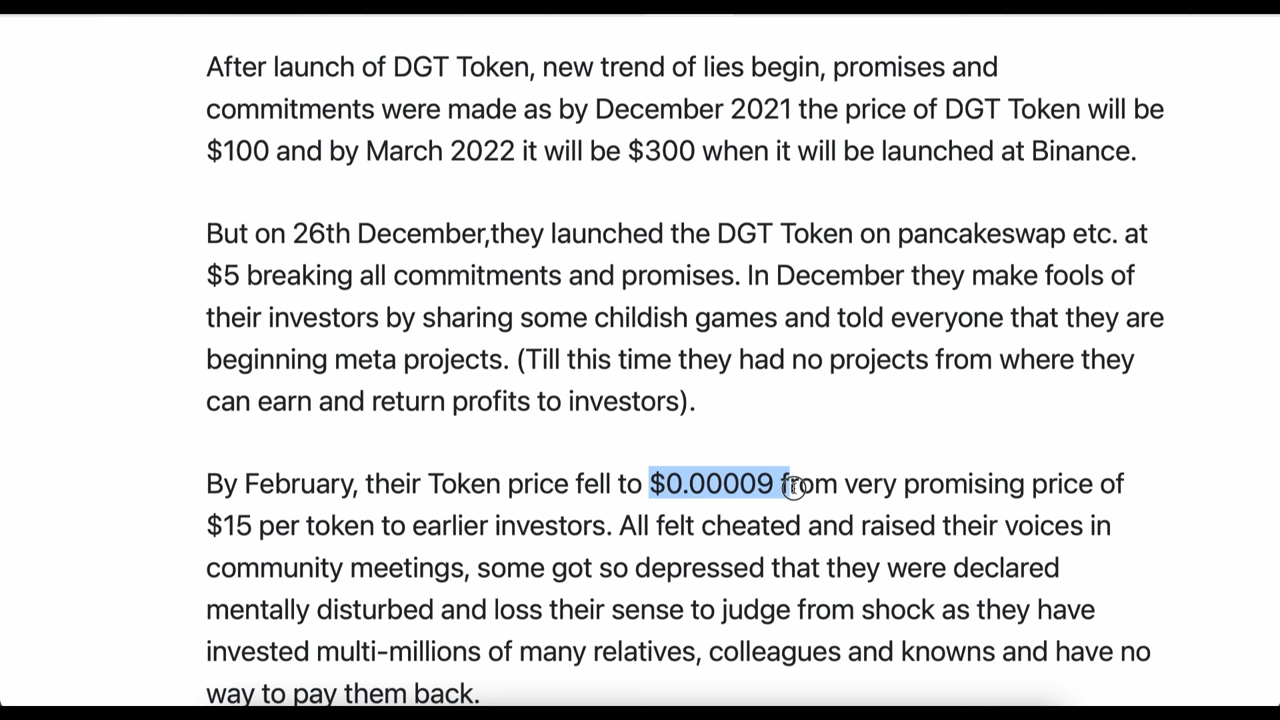 After launch of DGT Token, new trend of lies begin, promises and
commitments were made as by December 2021 the price of DGT Token will be
$100 and by March 2022 it will be $300 when it will be launched at Binance.
But on 26th December,they launched the DGT Token on pancakeswap etc. at
$5 breaking all commitments and promises. In December they make fools of
their investors by sharing some childish games and told everyone that they are
beginning meta projects. (Till this time they had no projects from where they
can earn and return profits to investors).
By February, their Token price fell to $0.00009 from very promising price of
$15 per token to earlier investors. All felt cheated and raised their voices in
community meetings, some got so depressed that they were declared
mentally disturbed and loss their sense to judge from shock as they have
invested multi-millions of many relatives, colleagues and knowns and have no
way to pay them back.